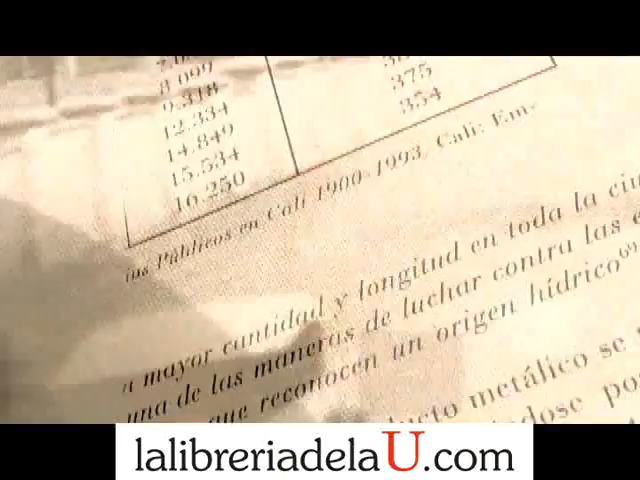 8.099
9.318
12.334
14.849
15.534
16.250
375
354
Públicos en Cali 1900-1993, Cali: Em-
mayor cantidad y longitud en toda la ciu
una de las maneras de luchar contra las
que reconocen un origen hídrico
metálico se
lalibreriadelaU.com